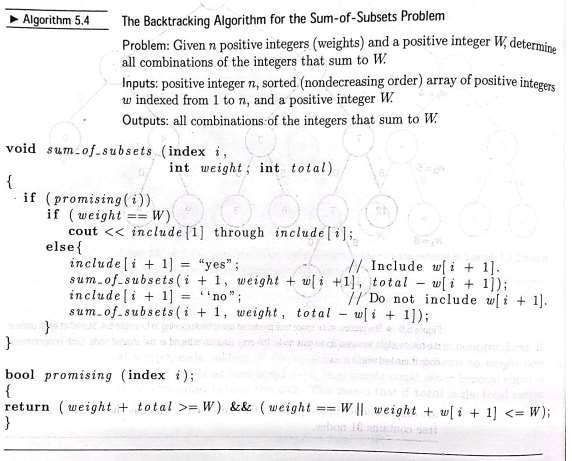 ▶ Algorithm 5.4 The Backtracking Algorithm for the Sum-of-Subsets Problem
Problem: Given n positive integers (weights) and a positive integer W, determine
all combinations of the integers that sum to W.
Inputs: positive integer n, sorted (nondecreasing order) array of positive integers
w indexed from 1 to n, and a positive integer W.
Outputs: all combinations of the integers that sum to W.
void sum_of_subsets (index i,
int weight; int total)
{
if (promising(i))
if (weight == W)
cout << include[1] through include[i];
else{
include[i + 1] = “yes”; // Include w[i + 1].
sum_of_subsets(i + 1, weight + w[i +1], total − w[i + 1]);
include[i + 1] = ‘‘no”; // Do not include w[i + 1].
sum_of_subsets(i + 1, weight, total − w[i + 1]);
}
}
bool promising (index i);
{
return (weight + total >= W) && (weight == W || weight + w[i + 1] <= W);
}